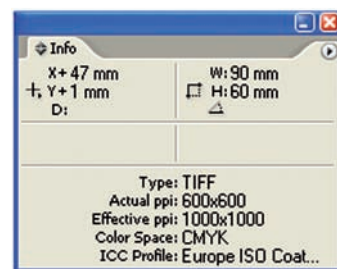 Info
X+ 47 mm
Y+ 1 mm
D:
W: 90 mm
H: 60 mm
Type: TIFF
Actual ppi: 600x600
Effective ppi: 1000x1000
Color Space: CMYK
ICC Profile: Europe ISO Coat...